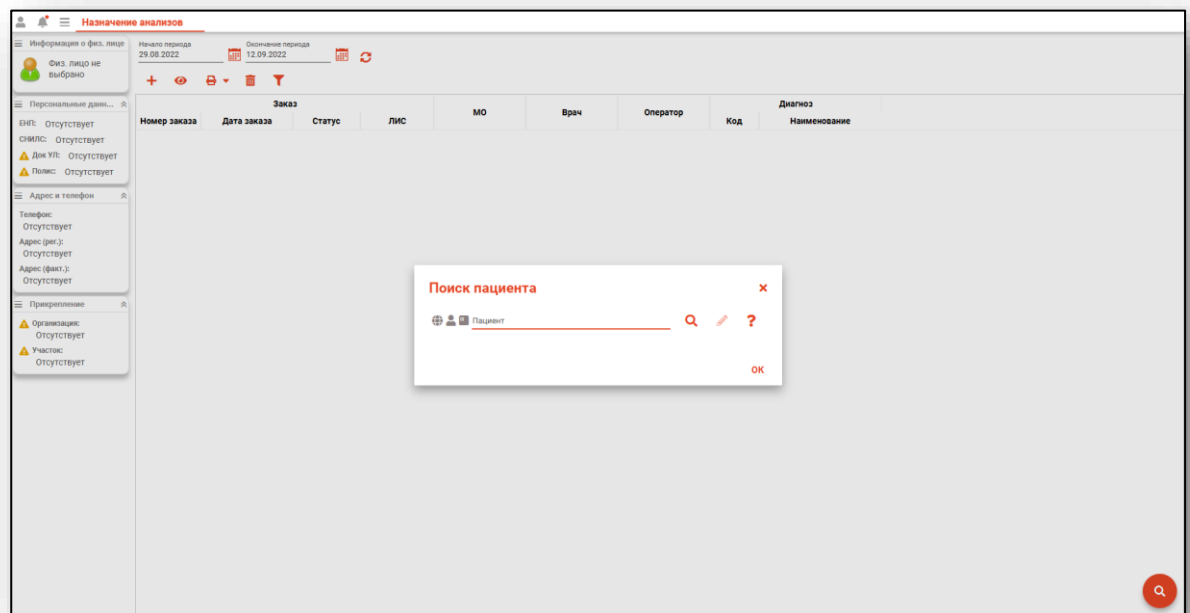 Назначение анализов
Информация о физ. лице
Физ. лицо не
выбрано
Персональные данн...
ЕНП: Отсутствует
СНИЛС: Отсутствует
Док УЛ: Отсутствует
Полис: Отсутствует
Адрес и телефон
Телефон:
Отсутствует
Адрес (рег.):
Отсутствует
Адрес (факт.):
Отсутствует
Прикрепление
Организация:
Отсутствует
Участок:
Отсутствует
Начало периода
29.08.2022
Окончание периода
12.09.2022
Заказ
МО
Врач
Оператор
Диагноз
Номер заказа
Дата заказа
Статус
ЛИС
Код
Наименование
Поиск пациента
Пациент
ОК